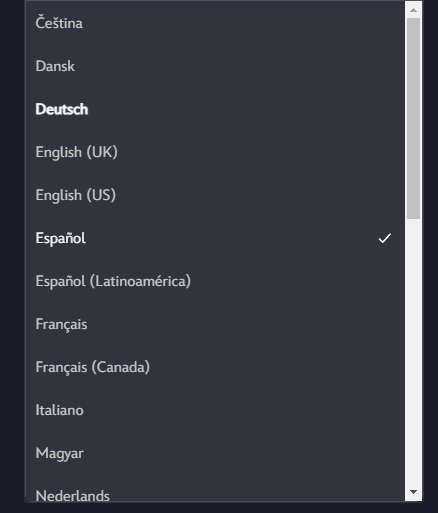 Čeština
Dansk
Deutsch
English (UK)
English (US)
Español
Español (Latinoamérica)
Français
Français (Canada)
Italiano
Magyar
Nederlands